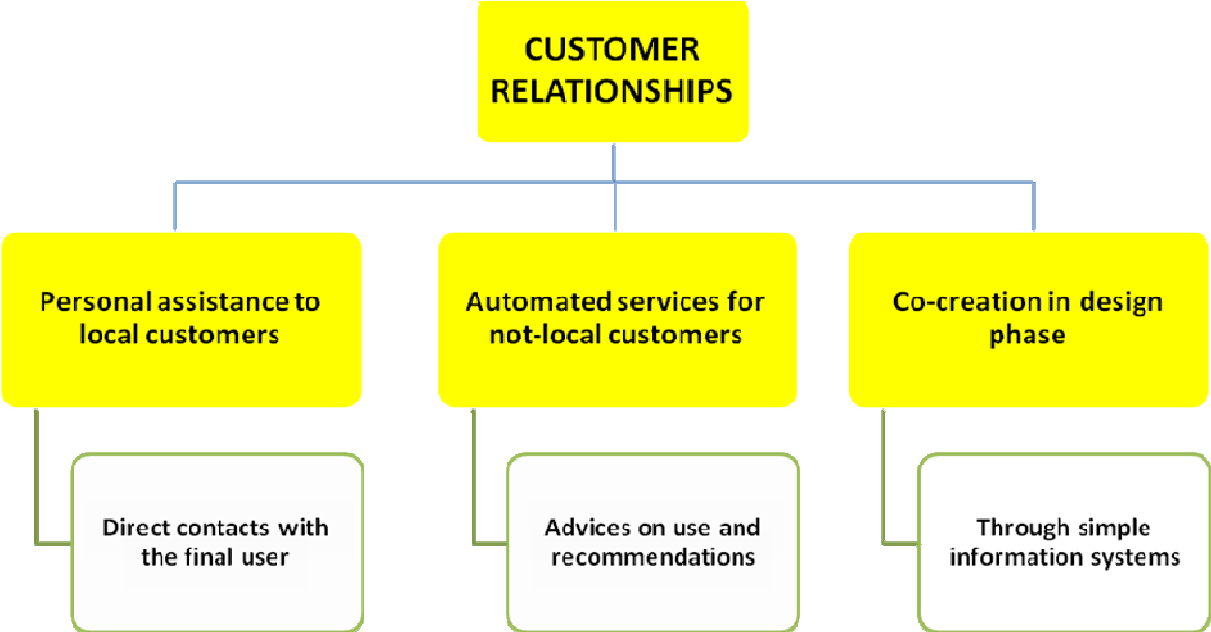 CUSTOMER
RELATIONSHIPS
Personal assistance to
local customers
Automated services for
not-local customers
Co-creation in design
phase
Direct contacts with
the final user
Advices on use and
recommendations
Through simple
information systems